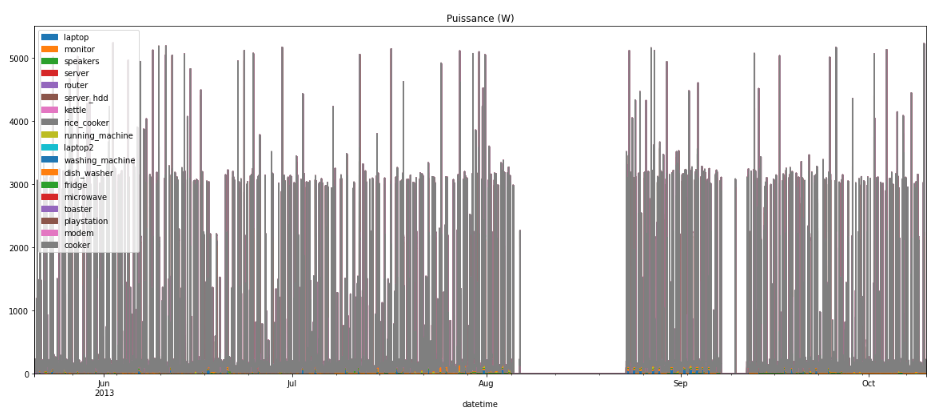 Puissance (W)
5000
4000
3000
2000
1000
0
laptop
monitor
speakers
server
router
server_hdd
kettle
rice_cooker
running_machine
laptop2
washing_machine
dish_washer
fridge
microwave
toaster
playstation
modem
cooker
Jun
2013
Jul
Aug
Sep
Oct
datetime